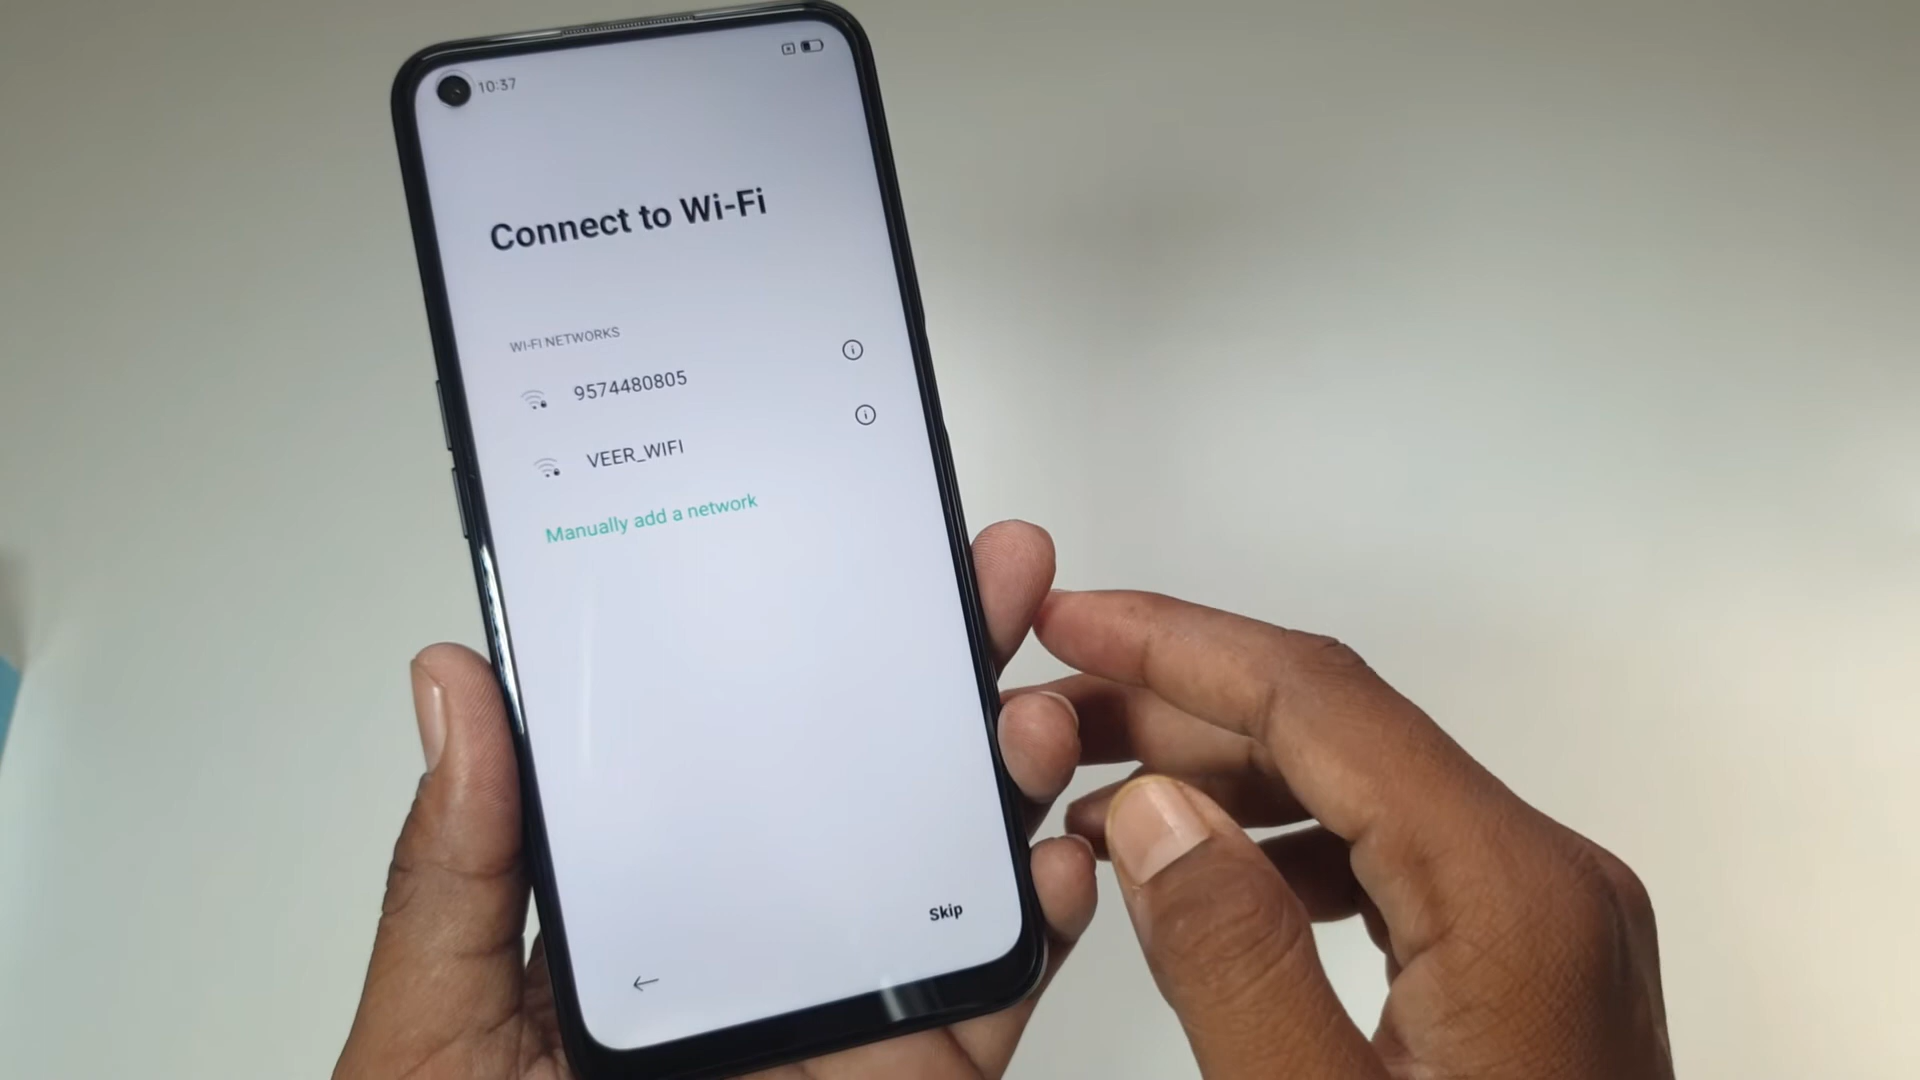 10:37
Connect to Wi-Fi
WI-FI NETWORKS
9574480805
VEER_WIFI
Manually add a network
Skip